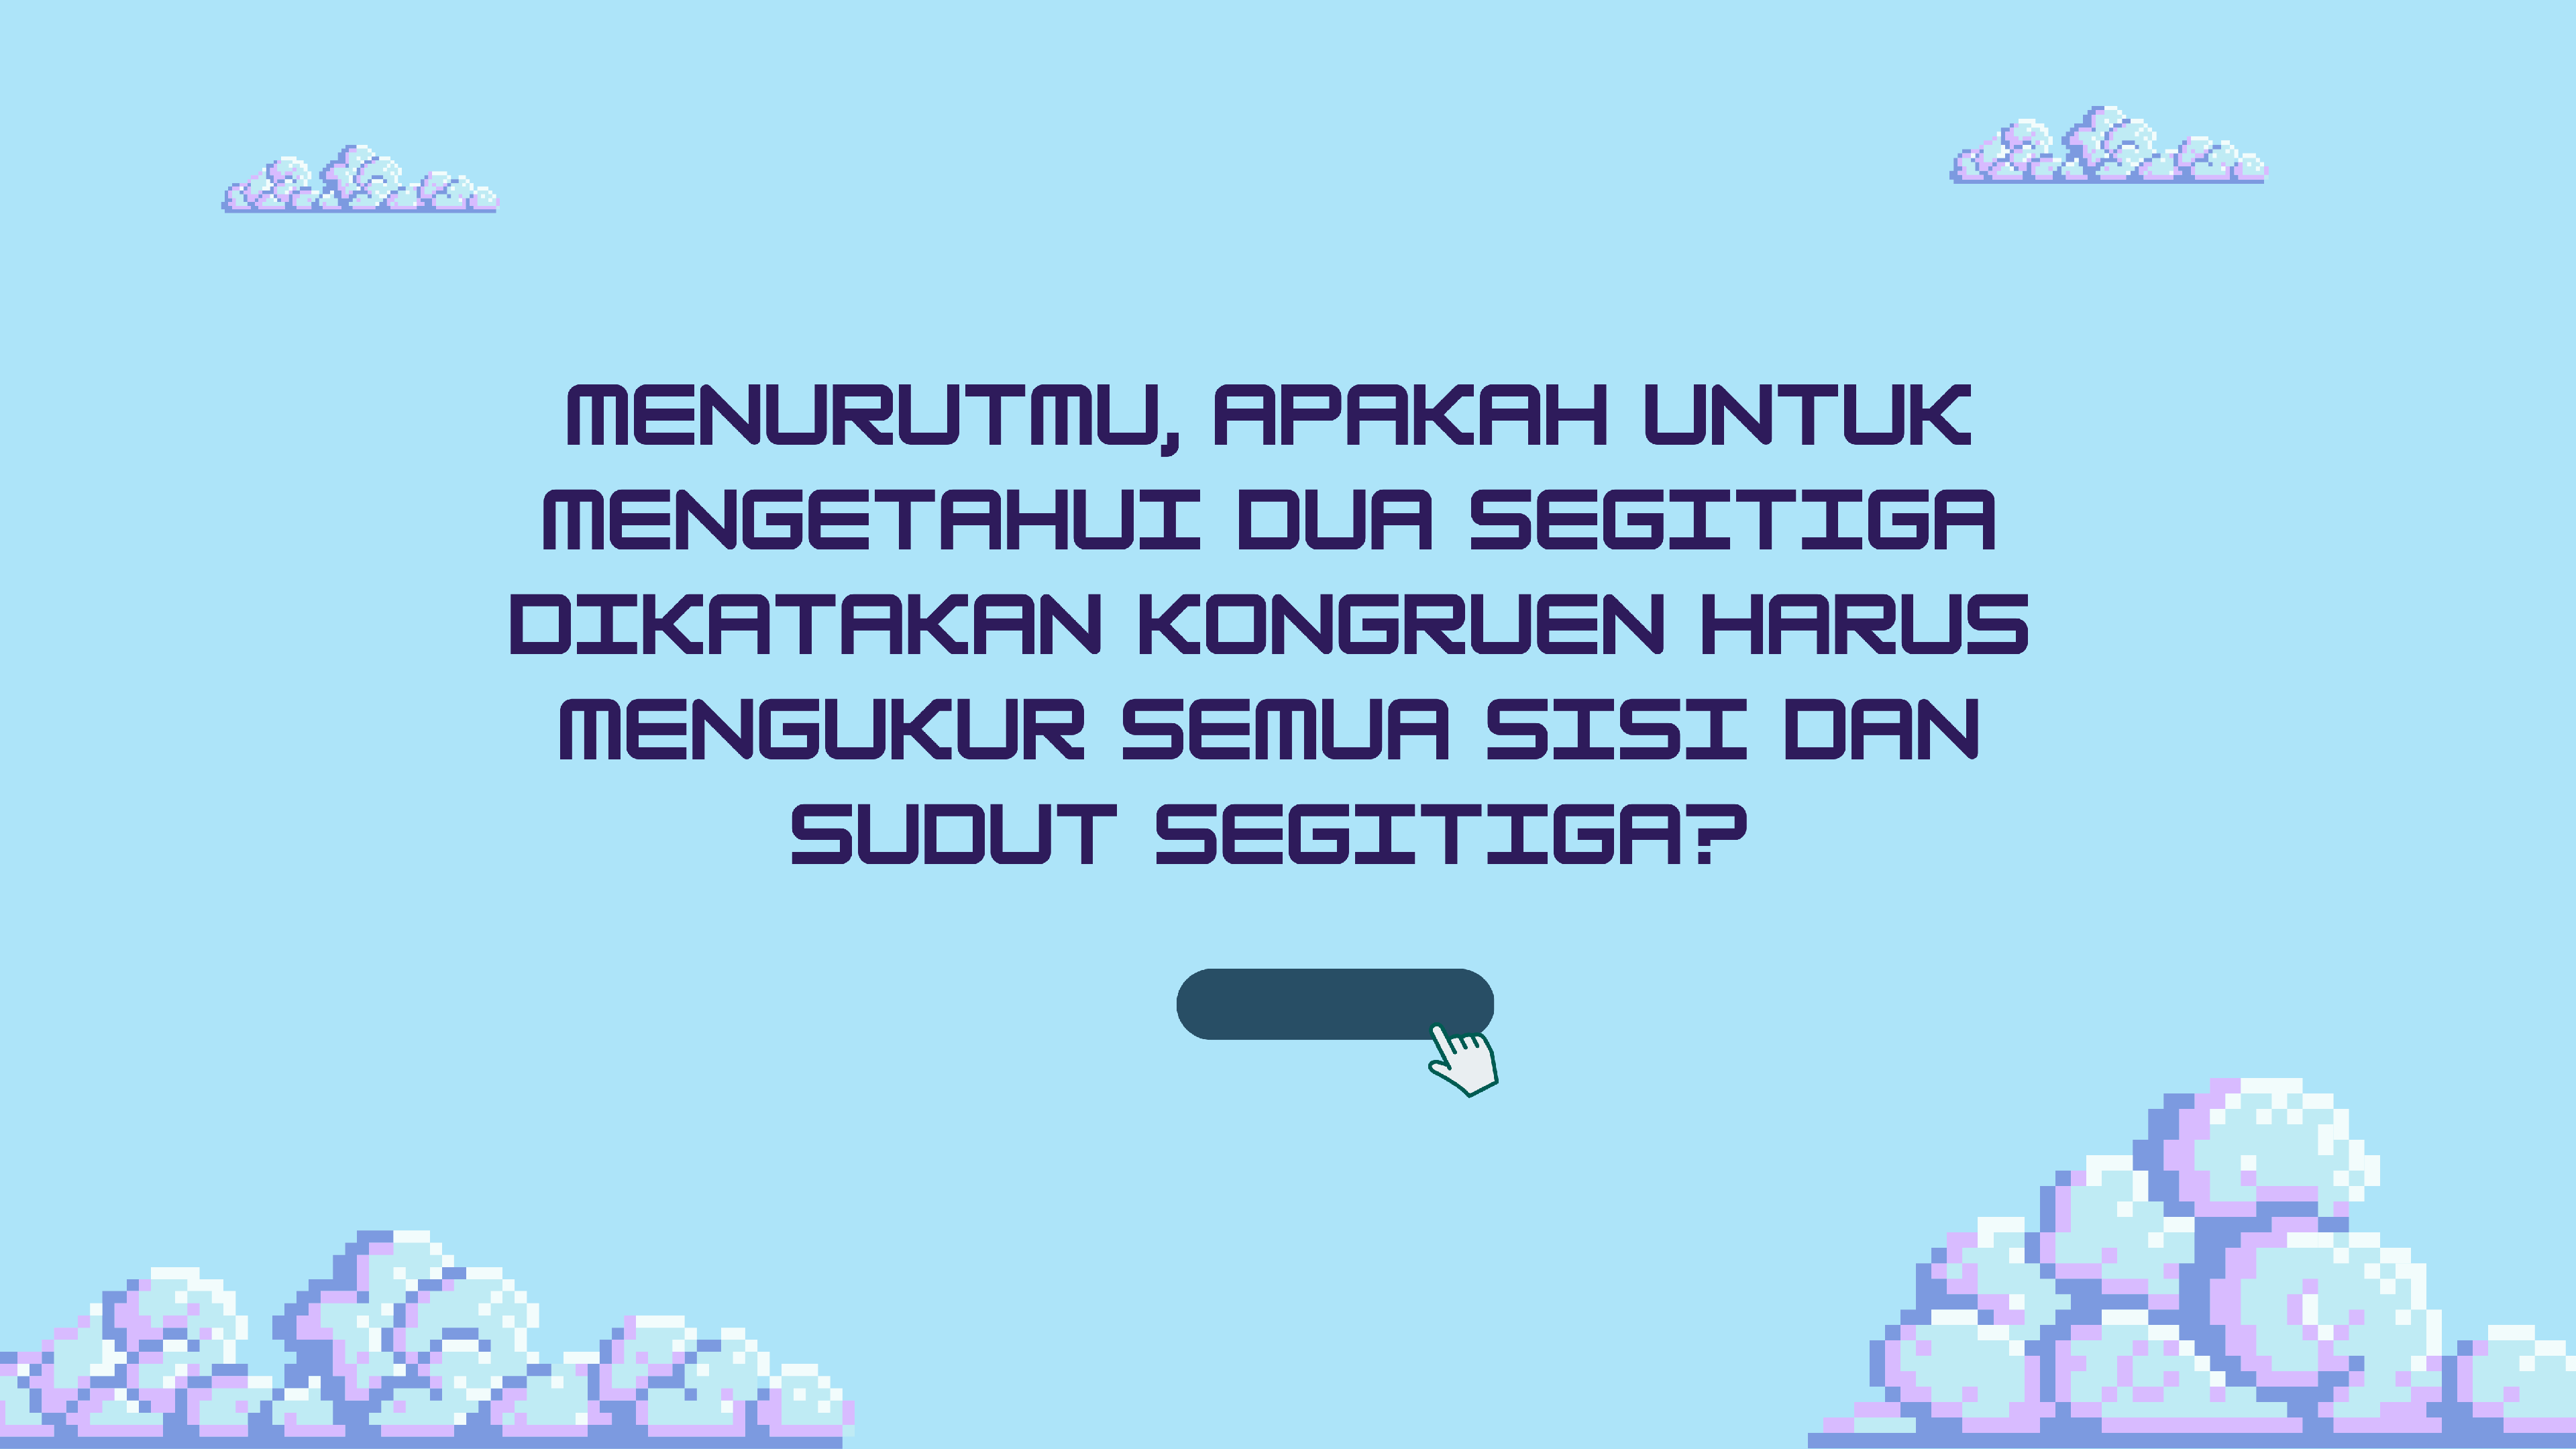 MENURUTMU, APAKAH UNTUK
MENGETAHUI DUA SEGITIGA
DIKATAKAN KONGRUEN HARUS
MENGUKUR SEMUA SISI DAN
SUDUT SEGITIGA?